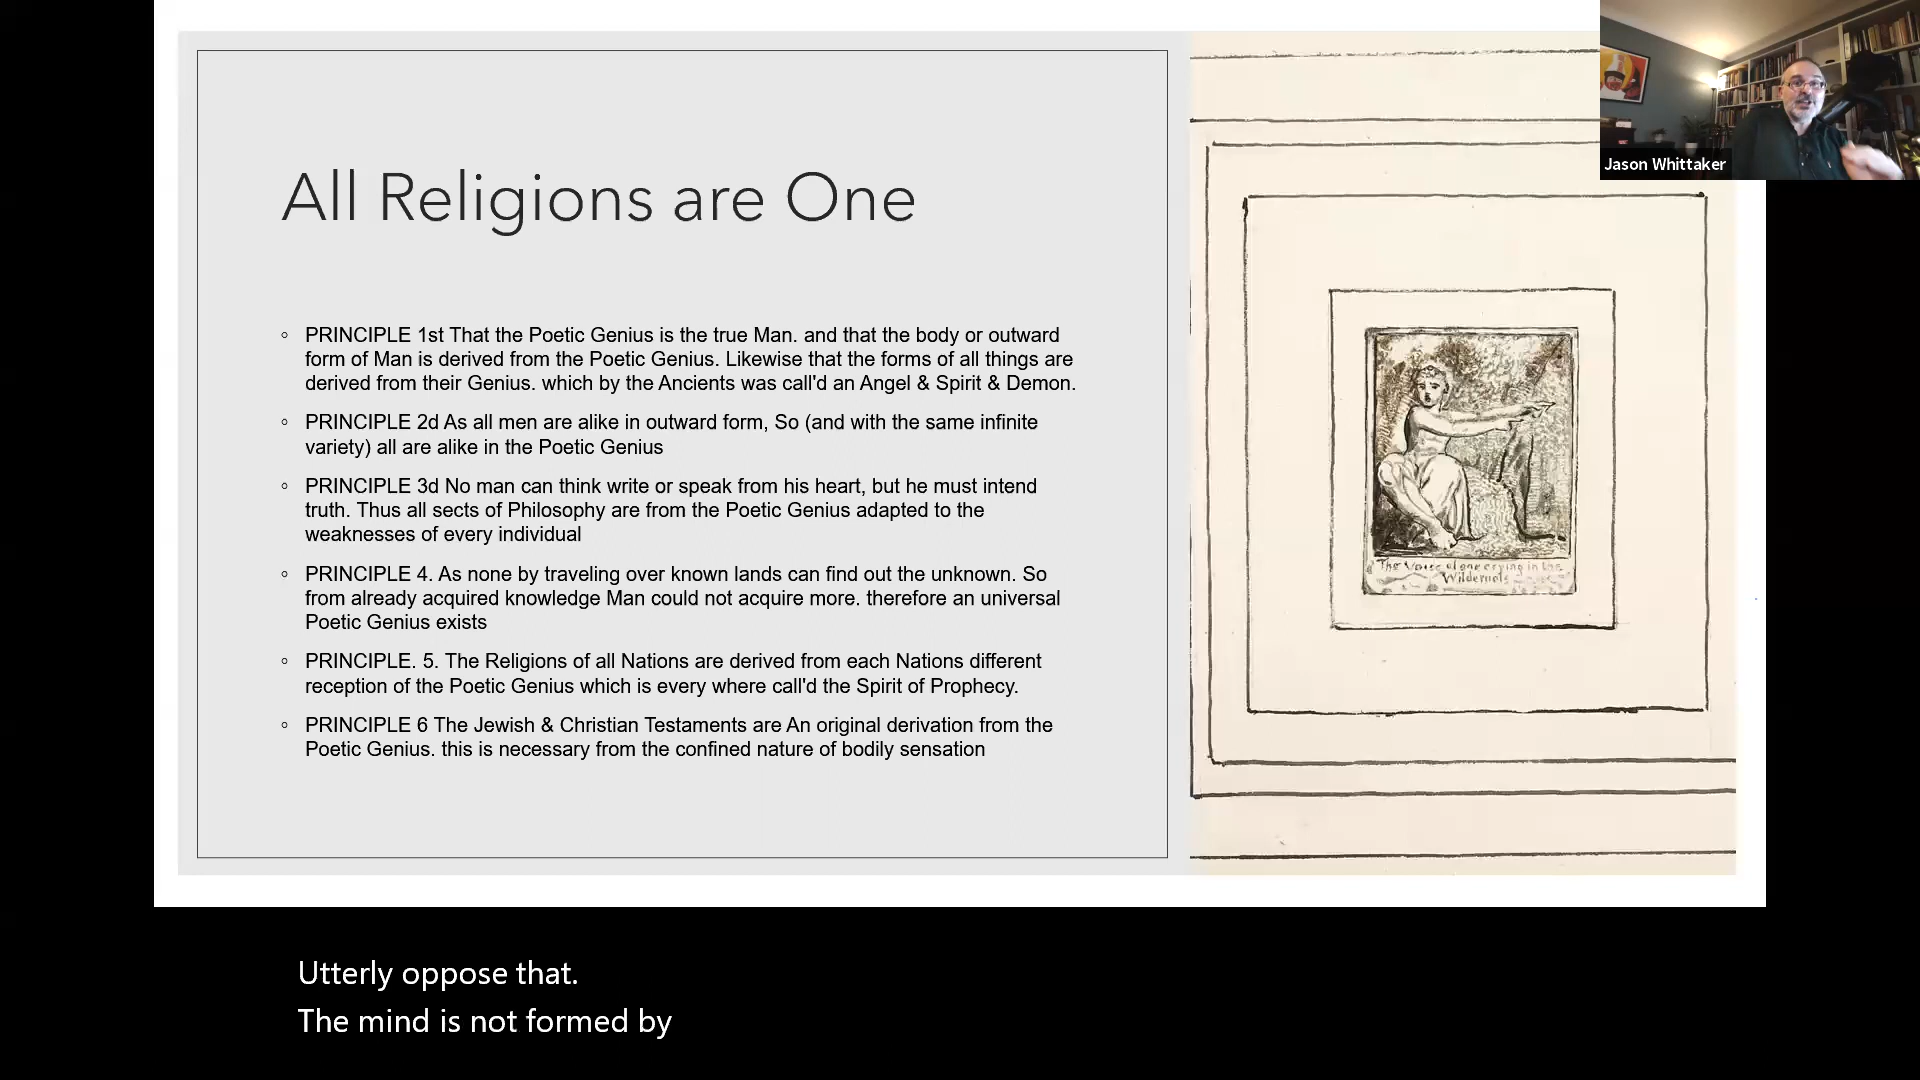 Jason Whittaker
All Religions are One
◦ PRINCIPLE 1st That the Poetic Genius is the true Man. and that the body or outward
form of Man is derived from the Poetic Genius. Likewise that the forms of all things are
derived from their Genius. which by the Ancients was call'd an Angel & Spirit & Demon.
◦ PRINCIPLE 2d As all men are alike in outward form, So (and with the same infinite
variety) all are alike in the Poetic Genius
◦ PRINCIPLE 3d No man can think write or speak from his heart, but he must intend
truth. Thus all sects of Philosophy are from the Poetic Genius adapted to the
weaknesses of every individual
◦ PRINCIPLE 4. As none by traveling over known lands can find out the unknown. So
from already acquired knowledge Man could not acquire more. therefore an universal
Poetic Genius exists
◦ PRINCIPLE. 5. The Religions of all Nations are derived from each Nations different
reception of the Poetic Genius which is every where call'd the Spirit of Prophecy.
◦ PRINCIPLE 6 The Jewish & Christian Testaments are An original derivation from the
Poetic Genius. this is necessary from the confined nature of bodily sensation
The Voice of one crying in the
Wilderness
Utterly oppose that.
The mind is not formed by